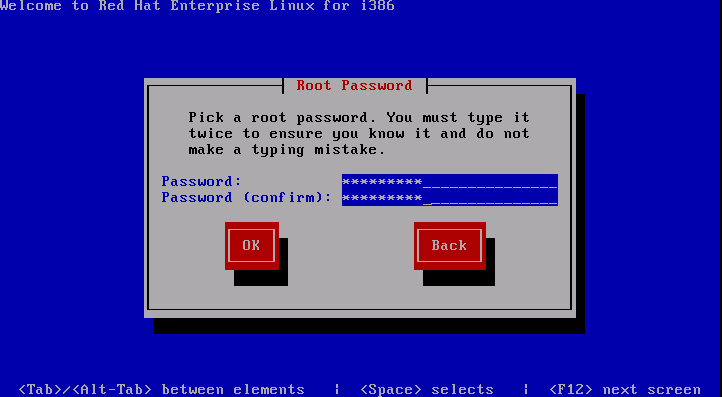 Welcome to Red Hat Enterprise Linux for i386
Root Password
Pick a root password. You must type it
twice to ensure you know it and do not
make a typing mistake.
Password: *********_______________
Password (confirm): *********_______________
OK Back
<Tab>/<Alt-Tab> between elements | <Space> selects | <F12> next screen